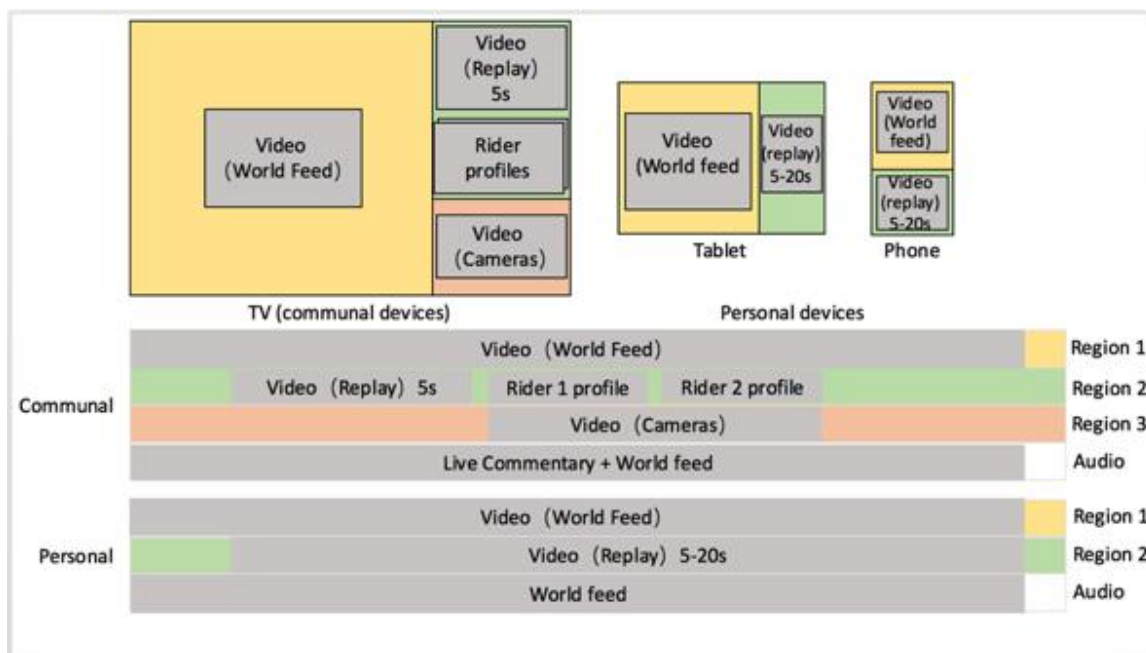 Video
(Replay)
5s
Video
(World Feed)
Rider
profiles
Video
(Cameras)
Video
(World feed
Video
(replay)
5-20s
Video
(World
feed)
Video
(replay)
5-20s
Tablet
Phone
TV (communal devices)
Personal devices
Communal
Video (World Feed)
Region 1
Video (Replay) 5s
Rider 1 profile
Rider 2 profile
Region 2
Video (Cameras)
Region 3
Live Commentary + World feed
Audio
Personal
Video (World Feed)
Region 1
Video (Replay) 5-20s
Region 2
World feed
Audio